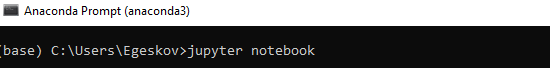 Anaconda Prompt (anaconda3)
(base) C:\Users\Egeskov>jupyter notebook